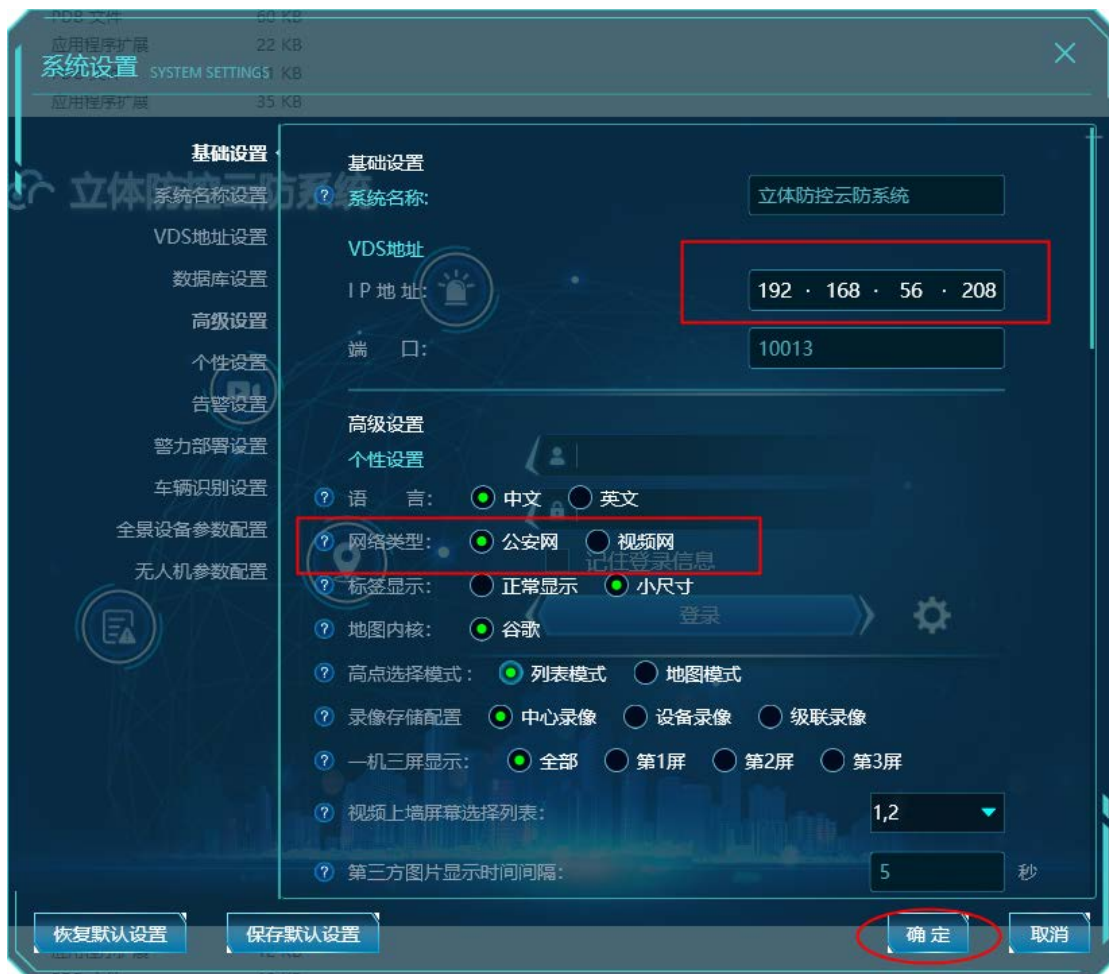 PDB 文件 60 KB
应用程序扩展 22 KB
系统设置 SYSTEM SETTINGS 1 KB
应用程序扩展 35 KB
立体防控云防系统
基础设置
系统名称设置
VDS地址设置
数据库设置
高级设置
个性设置
告警设置
警力部署设置
车辆识别设置
全景设备参数配置
无人机参数配置
基础设置
系统名称: 立体防控云防系统
VDS地址
IP地址: 192 . 168 . 56 . 208
端 口: 10013
高级设置
个性设置
语 言: 中文 英文
网络类型: 公安网 视频网
记住登录信息
标签显示: 正常显示 小尺寸
登录
地图内核: 谷歌
高点选择模式: 列表模式 地图模式
录像存储配置 中心录像 设备录像 级联录像
一机三屏显示: 全部 第1屏 第2屏 第3屏
视频上墙屏幕选择列表: 1,2
第三方图片显示时间间隔: 5 秒
恢复默认设置 保存默认设置 确定 取消
应用程序扩展 12 KB